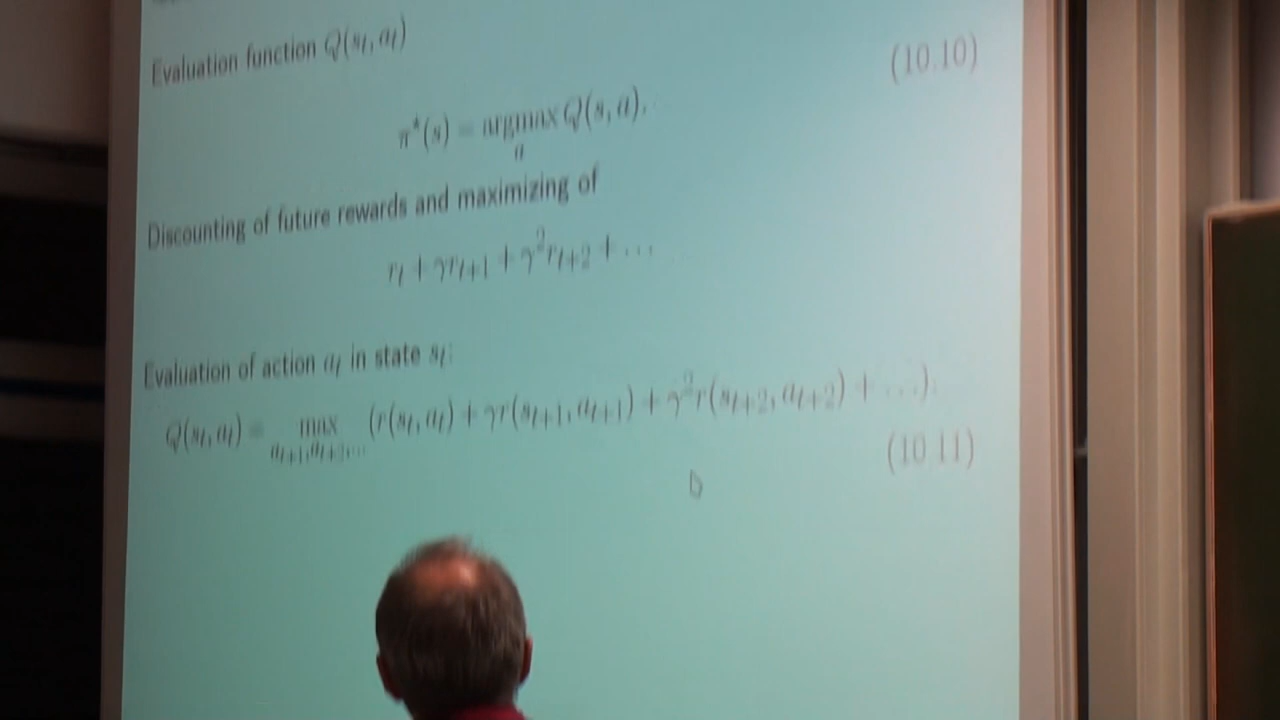 Evaluation function Q(s_t, a_t)
(10.10)
π*(s) = argmax Q(s, a).
a
Discounting of future rewards and maximizing of
r_t + γr_{t+1} + γ²r_{t+2} + …
Evaluation of action a_t in state s_t:
Q(s_t, a_t) = max (r(s_t, a_t) + γr(s_{t+1}, a_{t+1}) + γ²r(s_{t+2}, a_{t+2}) + …).
a_{t+1}, a_{t+2}, …
(10.11)